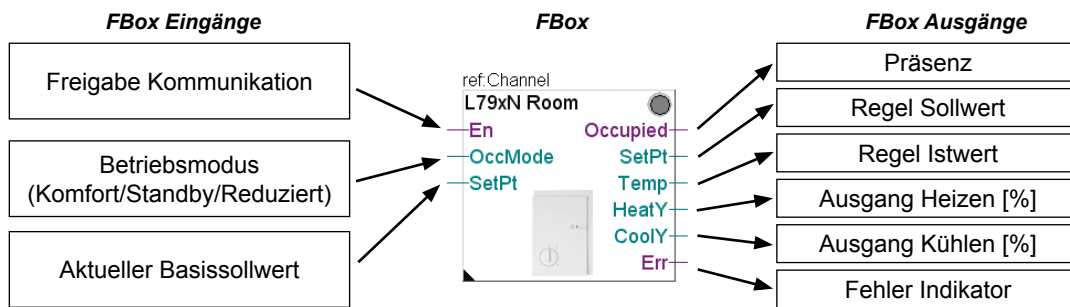 FBox Eingänge
FBox
FBox Ausgänge
Freigabe Kommunikation
Betriebsmodus
(Komfort/Standby/Reduziert)
Aktueller Basissollwert
ref:Channel
L79xN Room
En
OccMode
SetPt
Occupied
SetPt
Temp
HeatY
CoolY
Err
Präsenz
Regel Sollwert
Regel Istwert
Ausgang Heizen [%]
Ausgang Kühlen [%]
Fehler Indikator